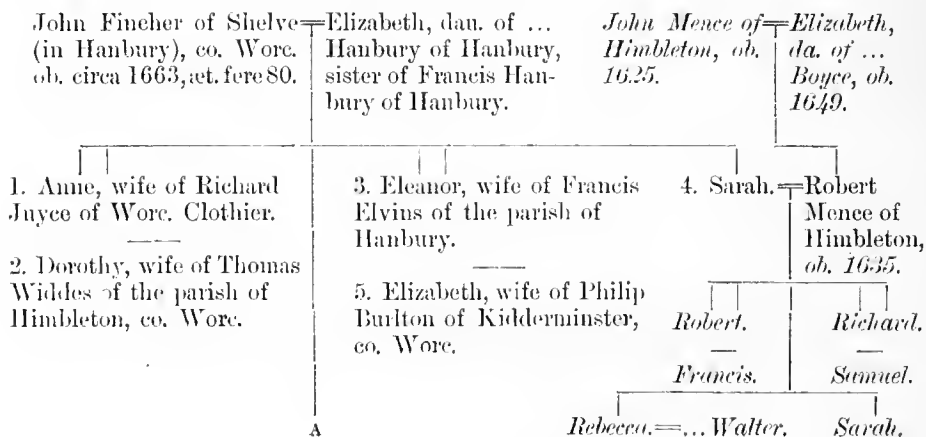 John Fincher of Shelve
(in Hanbury), co. Worc.
ob. circa 1663, æt. fere 80.
Elizabeth, dau. of ...
Hanbury of Hanbury,
sister of Francis Han-
bury of Hanbury.
John Mence of
Himbleton, ob.
1625.
Elizabeth,
da. of ...
Boyce, ob.
1649.
1. Anne, wife of Richard
Juyce of Worc. Clothier.
2. Dorothy, wife of Thomas
Widdes of the parish of
Himbleton, co. Worc.
3. Eleanor, wife of Francis
Elvins of the parish of
Hanbury.
5. Elizabeth, wife of Philip
Burlton of Kidderminster,
co. Worc.
4. Sarah.
Robert
Mence of
Himbleton,
ob. 1685.
Robert.
Francis.
Richard.
Samuel.
A
Rebecca.=... Walter.
Sarah.